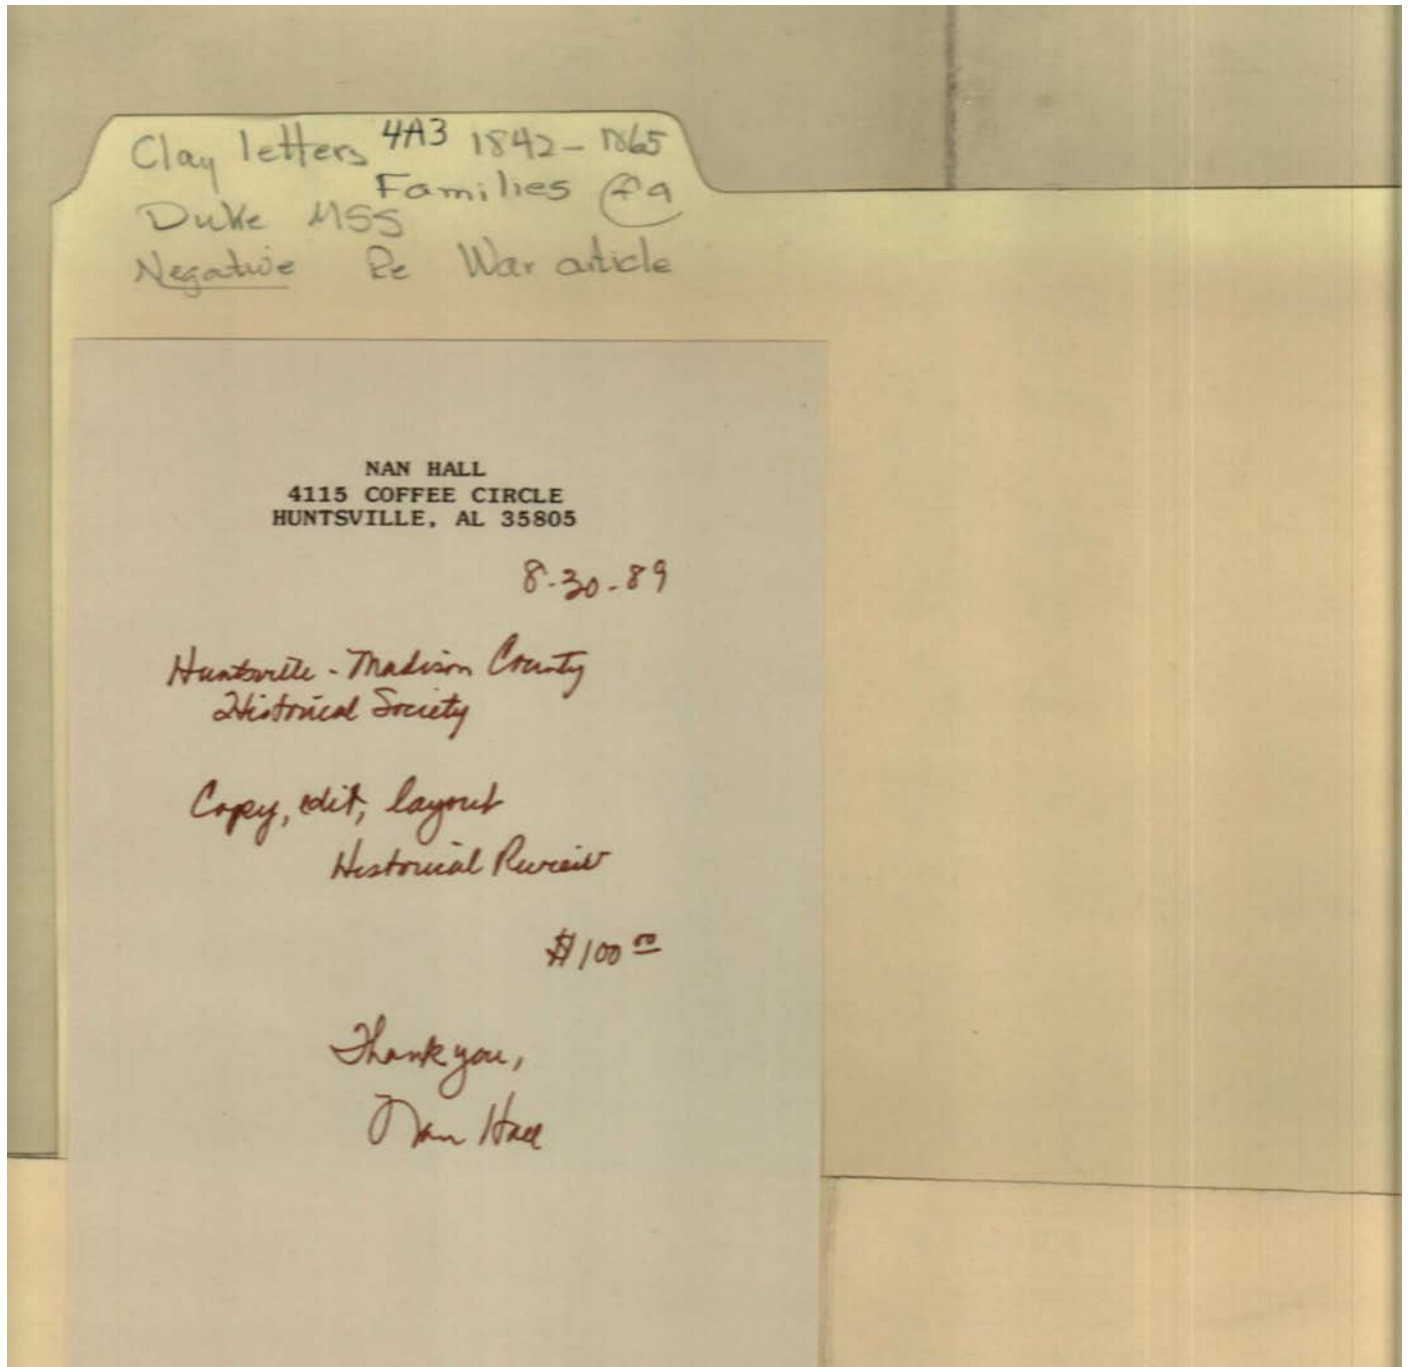 Clay letters 4A3 1842-1865
Families
Duke MSS
Negative Re War article
NAN HALL
4115 COFFEE CIRCLE
HUNTSVILLE, AL 35805
8-30-89
Huntsville - Madison County
Historical Society
Copy, edit, layout
Historical Review
$100 00
Thank you,
Nan Hall